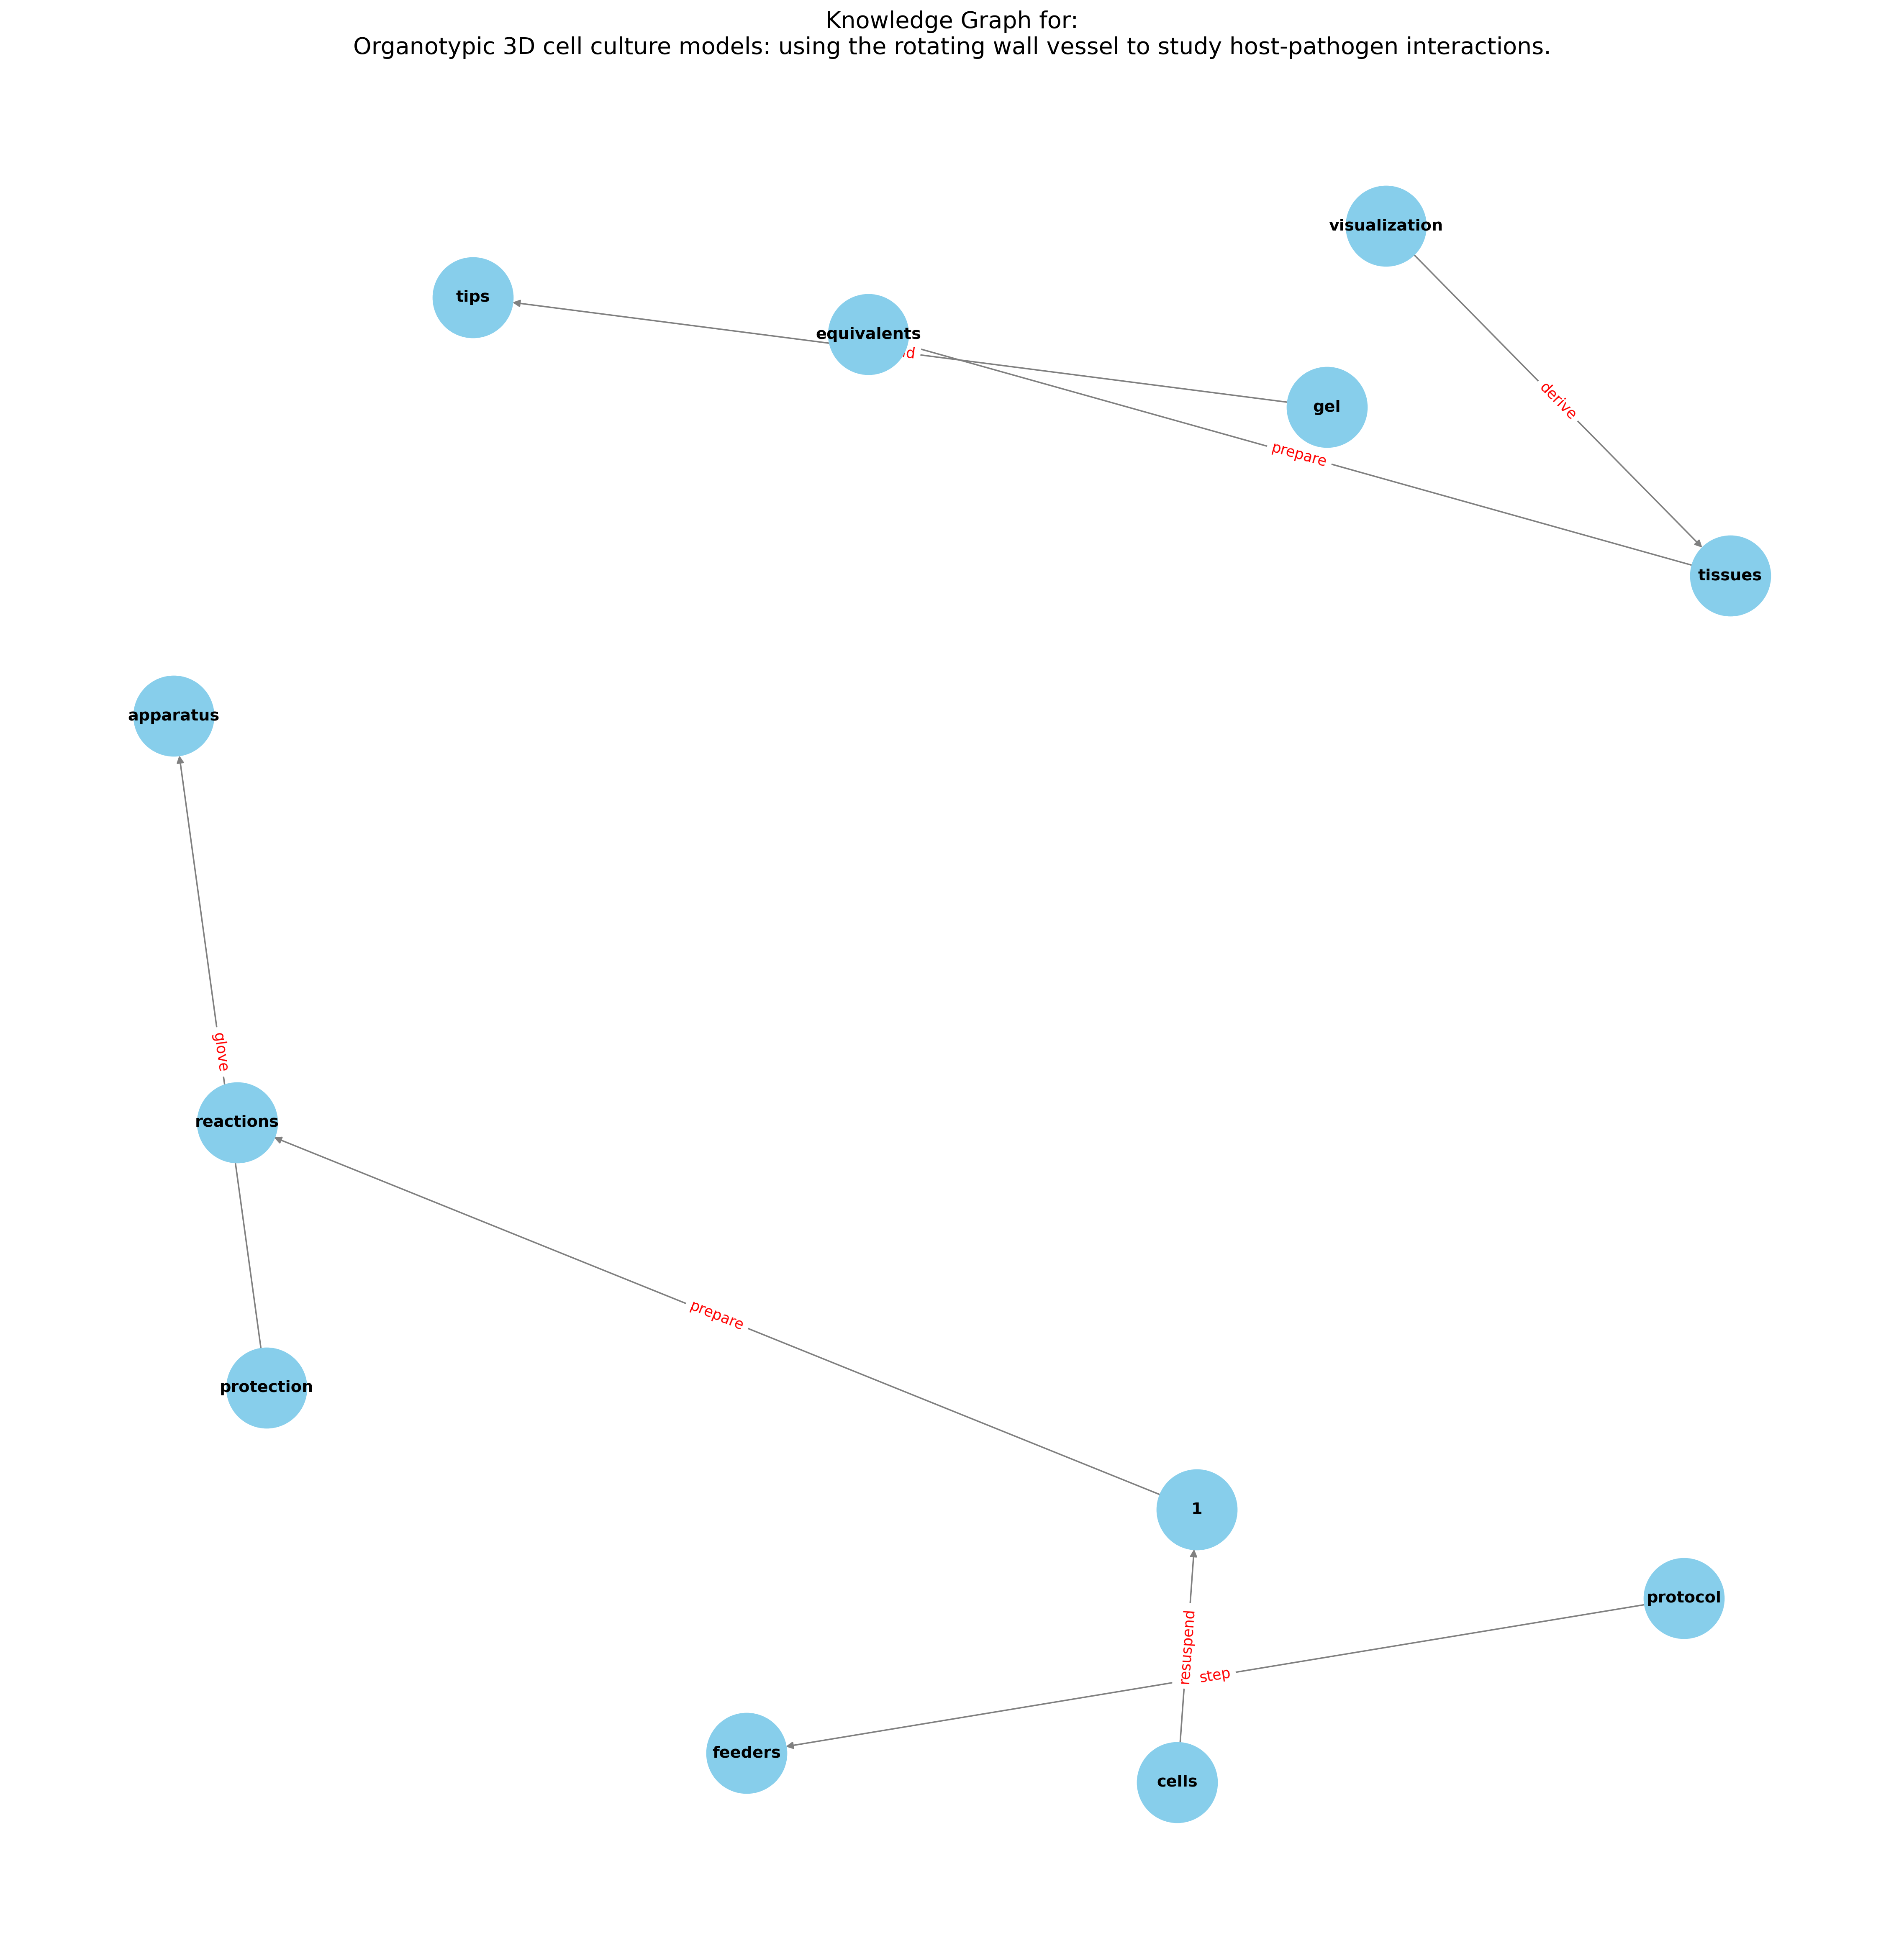 Knowledge Graph for:
Organotypic 3D cell culture models: using the rotating wall vessel to study host-pathogen interactions.
visualization
tips
equivalents
derive
gel
prepare
tissues
apparatus
glove
reactions
prepare
protection
1
protocol
resuspend
step
feeders
cells